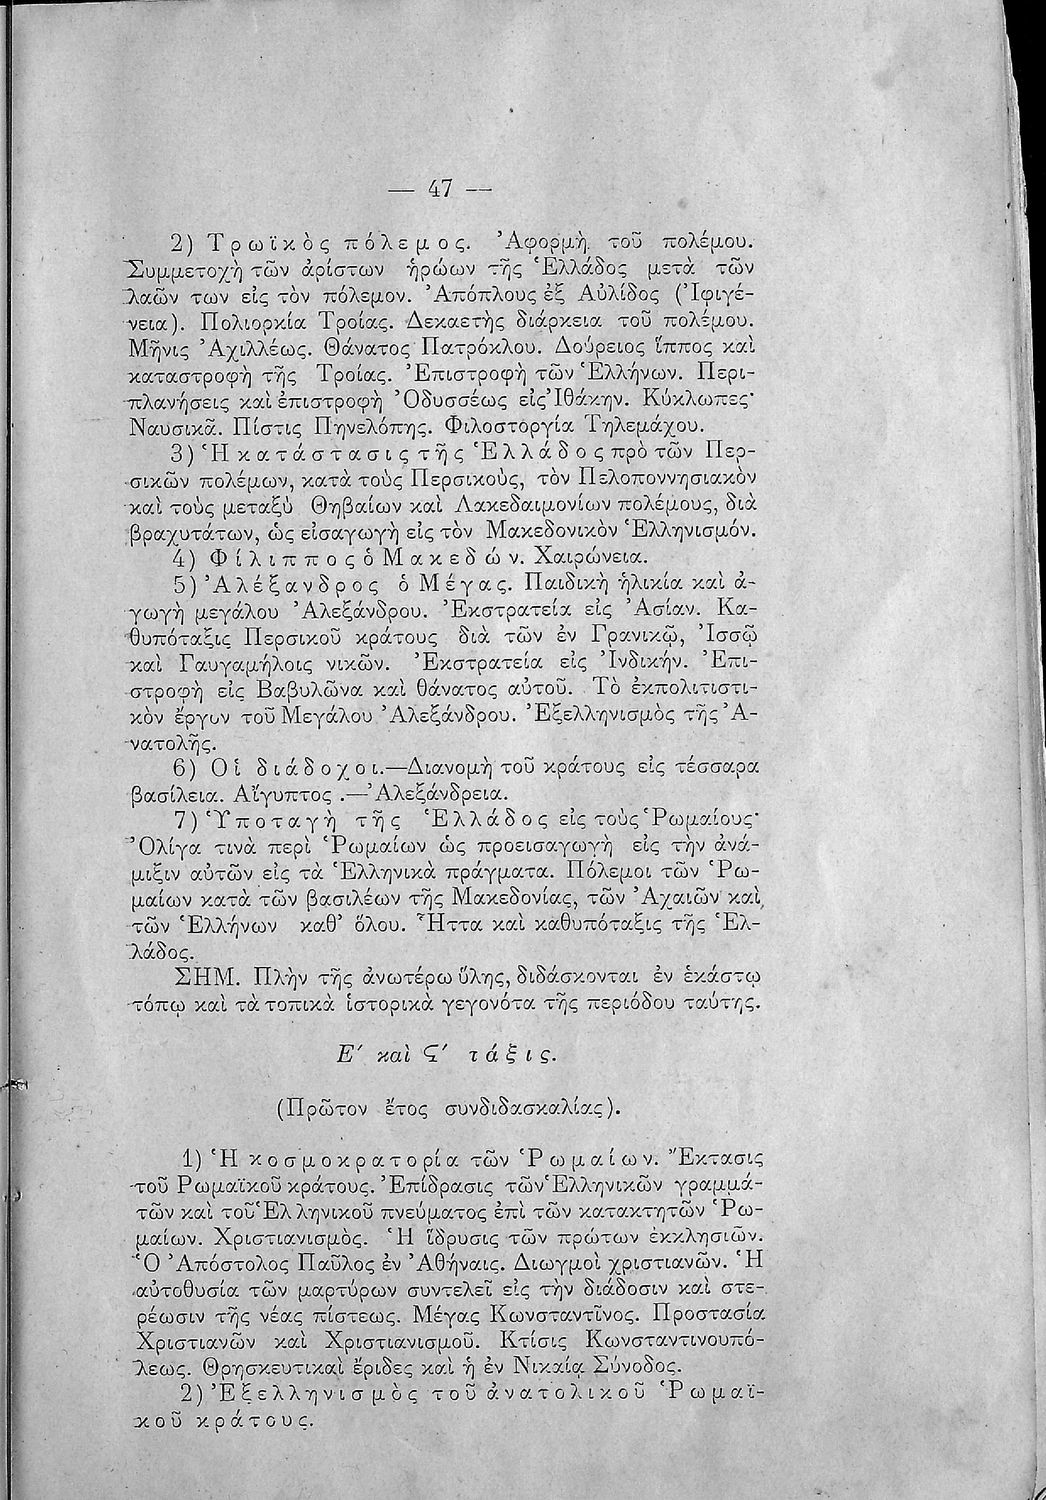 — 47 —
2) Τρωϊκὸς πόλεμος. Ἀφορμὴ τοῦ πολέμου.
Συμμετοχὴ τῶν ἀρίστων ἡρώων τῆς Ἑλλάδος μετὰ τῶν
λαῶν των εἰς τὸν πόλεμον. Ἀπόπλους ἐξ Αὐλίδος (Ἰφιγέ-
νεια). Πολιορκία Τροίας. Δεκαετὴς διάρκεια τοῦ πολέμου.
Μῆνις Ἀχιλλέως. Θάνατος Πατρόκλου. Δούρειος ἵππος καὶ
καταστροφὴ τῆς Τροίας. Ἐπιστροφὴ τῶν Ἑλλήνων. Περι-
πλανήσεις καὶ ἐπιστροφὴ Ὀδυσσέως εἰς Ἰθάκην. Κύκλωπες·
Ναυσικᾶ. Πίστις Πηνελόπης. Φιλοστοργία Τηλεμάχου.
3) Ἡ κατάστασις τῆς Ἑλλάδος πρὸ τῶν Περ-
σικῶν πολέμων, κατὰ τοὺς Περσικοὺς, τὸν Πελοποννησιακὸν
καὶ τοὺς μεταξὺ Θηβαίων καὶ Λακεδαιμονίων πολέμους, διὰ
βραχυτάτων, ὡς εἰσαγωγὴ εἰς τὸν Μακεδονικὸν Ἑλληνισμόν.
4) Φίλιππος ὁ Μακεδών. Χαιρώνεια.
5) Ἀλέξανδρος ὁ Μέγας. Παιδικὴ ἡλικία καὶ ἀ-
γωγὴ μεγάλου Ἀλεξάνδρου. Ἐκστρατεία εἰς Ἀσίαν. Κα-
θυπόταξις Περσικοῦ κράτους διὰ τῶν ἐν Γρανικῷ, Ἰσσῷ
καὶ Γαυγαμήλοις νικῶν. Ἐκστρατεία εἰς Ἰνδικήν. Ἐπι-
στροφὴ εἰς Βαβυλῶνα καὶ θάνατος αὐτοῦ. Τὸ ἐκπολιτιστι-
κὸν ἔργον τοῦ Μεγάλου Ἀλεξάνδρου. Ἐξελληνισμὸς τῆς Ἀ-
νατολῆς.
6) Οἱ διάδοχοι.—Διανομὴ τοῦ κράτους εἰς τέσσαρα
βασίλεια. Αἴγυπτος .—Ἀλεξάνδρεια.
7) Ὑποταγὴ τῆς Ἑλλάδος εἰς τοὺς Ῥωμαίους·
Ὀλίγα τινὰ περὶ Ῥωμαίων ὡς προεισαγωγὴ εἰς τὴν ἀνά-
μιξιν αὐτῶν εἰς τὰ Ἑλληνικὰ πράγματα. Πόλεμοι τῶν Ῥω-
μαίων κατὰ τῶν βασιλέων τῆς Μακεδονίας, τῶν Ἀχαιῶν καὶ
τῶν Ἑλλήνων καθ’ ὅλου. Ἧττα καὶ καθυπόταξις τῆς Ἑλ-
λάδος.
ΣΗΜ. Πλὴν τῆς ἀνωτέρω ὕλης, διδάσκονται ἐν ἑκάστῳ
τόπῳ καὶ τὰ τοπικὰ ἱστορικὰ γεγονότα τῆς περιόδου ταύτης.
Ε′ καὶ Ϛ′ τάξις.
(Πρῶτον ἔτος συνδιδασκαλίας).
1) Ἡ κοσμοκρατορία τῶν Ῥωμαίων. Ἔκτασις
τοῦ Ρωμαϊκοῦ κράτους. Ἐπίδρασις τῶν Ἑλληνικῶν γραμμά-
τῶν καὶ τοῦ Ἑλ ληνικοῦ πνεύματος ἐπὶ τῶν κατακτητῶν Ῥω-
μαίων. Χριστιανισμὸς. Ἡ ἵδρυσις τῶν πρώτων ἐκκλησιῶν.
Ὁ Ἀπόστολος Παῦλος ἐν Ἀθήναις. Διωγμοὶ χριστιανῶν. Ἡ
αὐτοθυσία τῶν μαρτύρων συντελεῖ εἰς τὴν διάδοσιν καὶ στε-
ρέωσιν τῆς νέας πίστεως. Μέγας Κωνσταντῖνος. Προστασία
Χριστιανῶν καὶ Χριστιανισμοῦ. Κτίσις Κωνσταντινουπό-
λεως. Θρησκευτικαὶ ἔριδες καὶ ἡ ἐν Νικαίᾳ Σύνοδος.
2) Ἐξελληνισμὸς τοῦ ἀνατολικοῦ Ῥωμαϊ-
κοῦ κράτους.